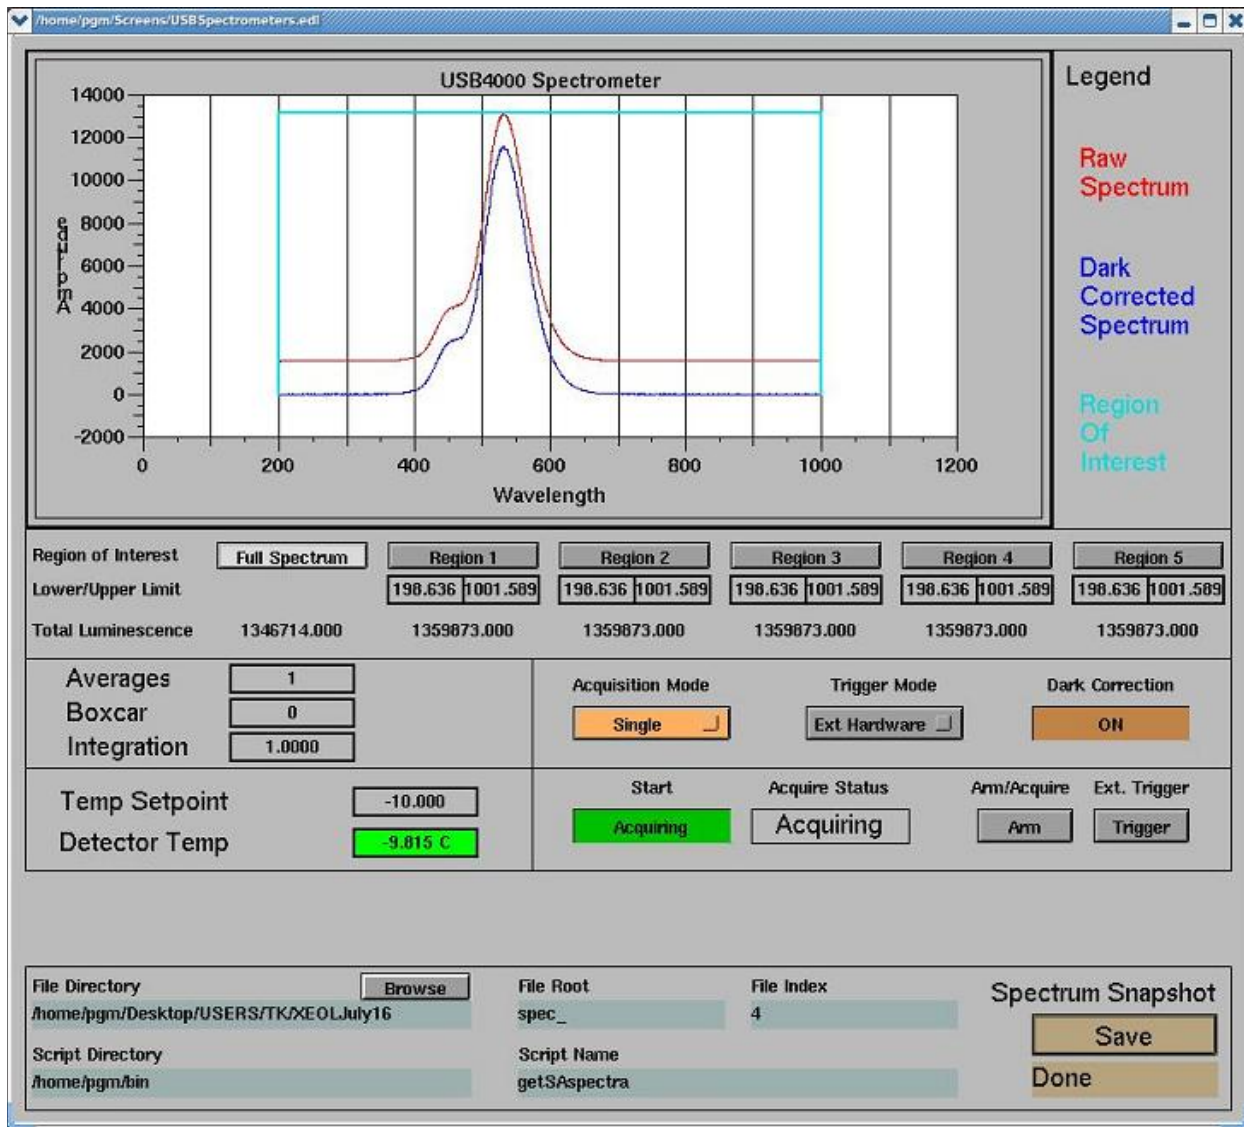 /home/pgm/Screens/USBSpectrometers.edl
USB4000 Spectrometer
Legend
14000
12000
10000
8000
6000
4000
2000
0
-2000
Amplitude
0 200 400 600 800 1000 1200
Wavelength
Raw
Spectrum
Dark
Corrected
Spectrum
Region
Of
Interest
Region of Interest Full Spectrum Region 1 Region 2 Region 3 Region 4 Region 5
Lower/Upper Limit 198.636 1001.589 198.636 1001.589 198.636 1001.589 198.636 1001.589 198.636 1001.589
Total Luminescence 1346714.000 1359873.000 1359873.000 1359873.000 1359873.000 1359873.000
Averages 1
Boxcar 0
Integration 1.0000
Acquisition Mode Trigger Mode Dark Correction
Single Ext Hardware ON
Temp Setpoint -10.000
Detector Temp -9.815 C
Start Acquire Status Arm/Acquire Ext. Trigger
Acquiring Acquiring Arm Trigger
File Directory Browse File Root File Index
/home/pgm/Desktop/USERS/TK/XEOLJuly16 spec_ 4
Script Directory Script Name
/home/pgm/bin getSAspectra
Spectrum Snapshot
Save
Done